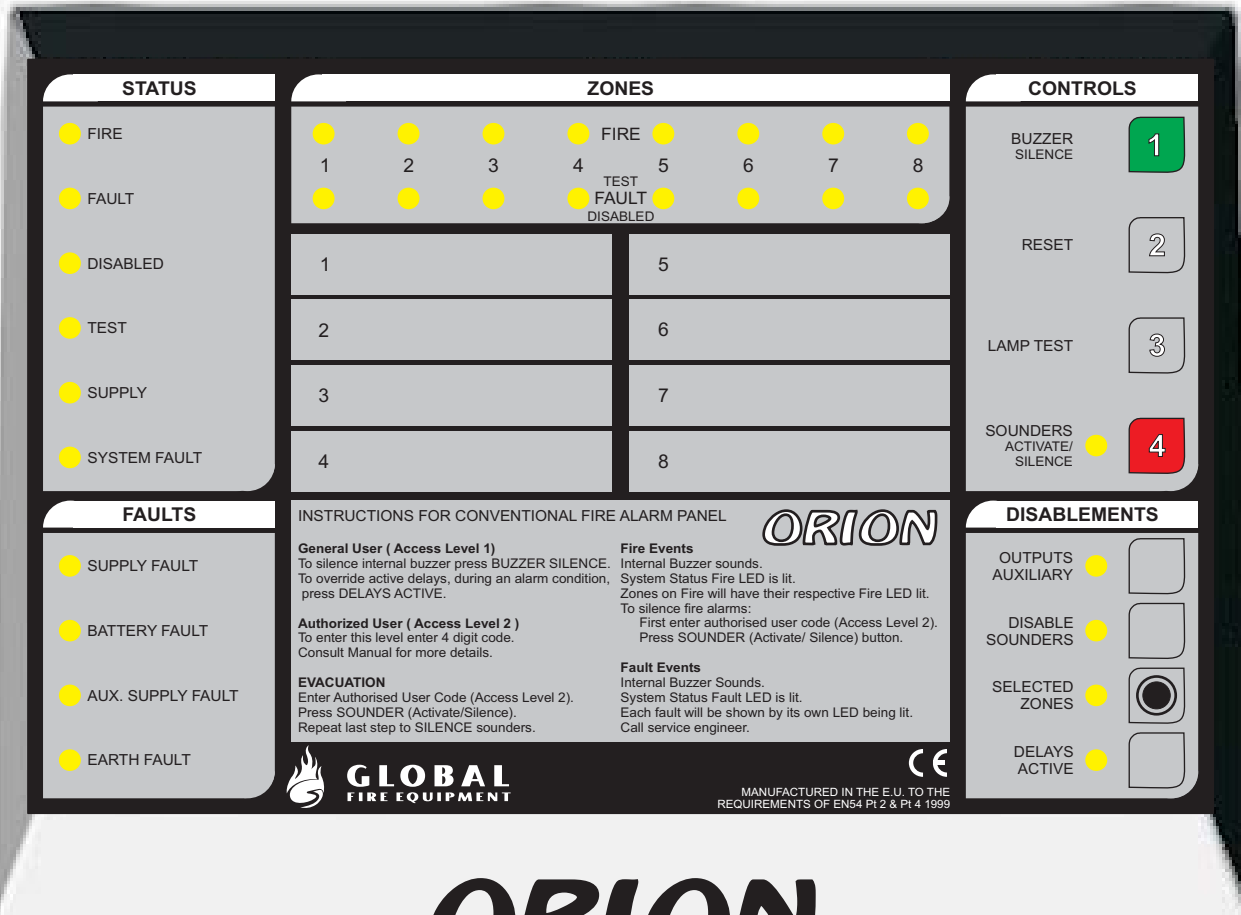 STATUS
FIRE
FAULT
DISABLED
TEST
SUPPLY
SYSTEM FAULT
FAULTS
SUPPLY FAULT
BATTERY FAULT
AUX. SUPPLY FAULT
EARTH FAULT
ZONES
FIRE
1 2 3 4 5 6 7 8
TEST
FAULT
DISABLED
1
2
3
4
5
6
7
8
INSTRUCTIONS FOR CONVENTIONAL FIRE ALARM PANEL
ORION
General User ( Access Level 1)
To silence internal buzzer press BUZZER SILENCE.
To override active delays, during an alarm condition,
press DELAYS ACTIVE.
Authorized User ( Access Level 2 )
To enter this level enter 4 digit code.
Consult Manual for more details.
EVACUATION
Enter Authorised User Code (Access Level 2).
Press SOUNDER (Activate/Silence).
Repeat last step to SILENCE sounders.
Fire Events
Internal Buzzer sounds.
System Status Fire LED is lit.
Zones on Fire will have their respective Fire LED lit.
To silence fire alarms:
First enter authorised user code (Access Level 2).
Press SOUNDER (Activate/ Silence) button.
Fault Events
Internal Buzzer Sounds.
System Status Fault LED is lit.
Each fault will be shown by its own LED being lit.
Call service engineer.
GLOBAL
FIRE EQUIPMENT
CE
MANUFACTURED IN THE E.U. TO THE
REQUIREMENTS OF EN54 Pt 2 & Pt 4 1999
CONTROLS
BUZZER
SILENCE
1
RESET
2
LAMP TEST
3
SOUNDERS
ACTIVATE/
SILENCE
4
DISABLEMENTS
OUTPUTS
AUXILIARY
DISABLE
SOUNDERS
SELECTED
ZONES
DELAYS
ACTIVE
ORION